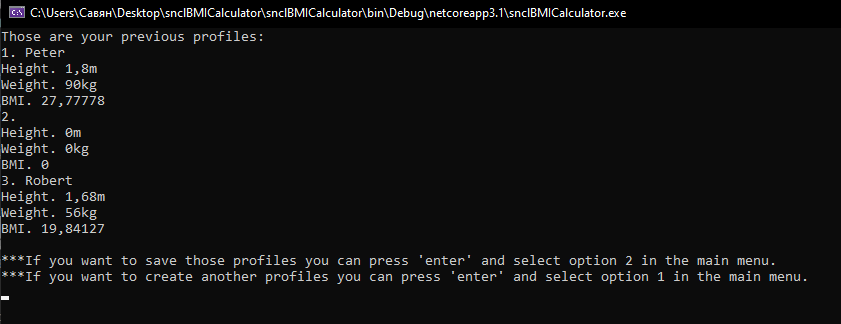 C:\Users\Савян\Desktop\snclBMICalculator\snclBMICalculator\bin\Debug\netcoreapp3.1\snclBMICalculator.exe
Those are your previous profiles:
1. Peter
Height. 1,8m
Weight. 90kg
BMI. 27,77778
2.
Height. 0m
Weight. 0kg
BMI. 0
3. Robert
Height. 1,68m
Weight. 56kg
BMI. 19,84127
***If you want to save those profiles you can press 'enter' and select option 2 in the main menu.
***If you want to create another profiles you can press 'enter' and select option 1 in the main menu.